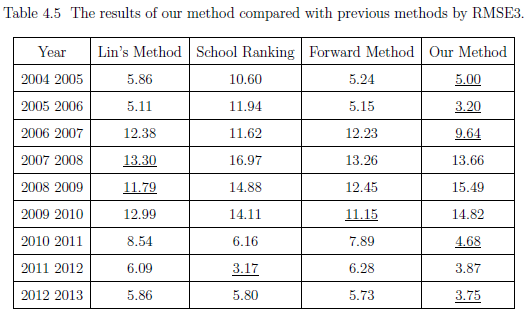 Table 4.5 The results of our method compared with previous methods by RMSE3.
Year Lin's Method School Ranking Forward Method Our Method
2004 2005 5.86 10.60 5.24 5.00
2005 2006 5.11 11.94 5.15 3.20
2006 2007 12.38 11.62 12.23 9.64
2007 2008 13.30 16.97 13.26 13.66
2008 2009 11.79 14.88 12.45 15.49
2009 2010 12.99 14.11 11.15 14.82
2010 2011 8.54 6.16 7.89 4.68
2011 2012 6.09 3.17 6.28 3.87
2012 2013 5.86 5.80 5.73 3.75